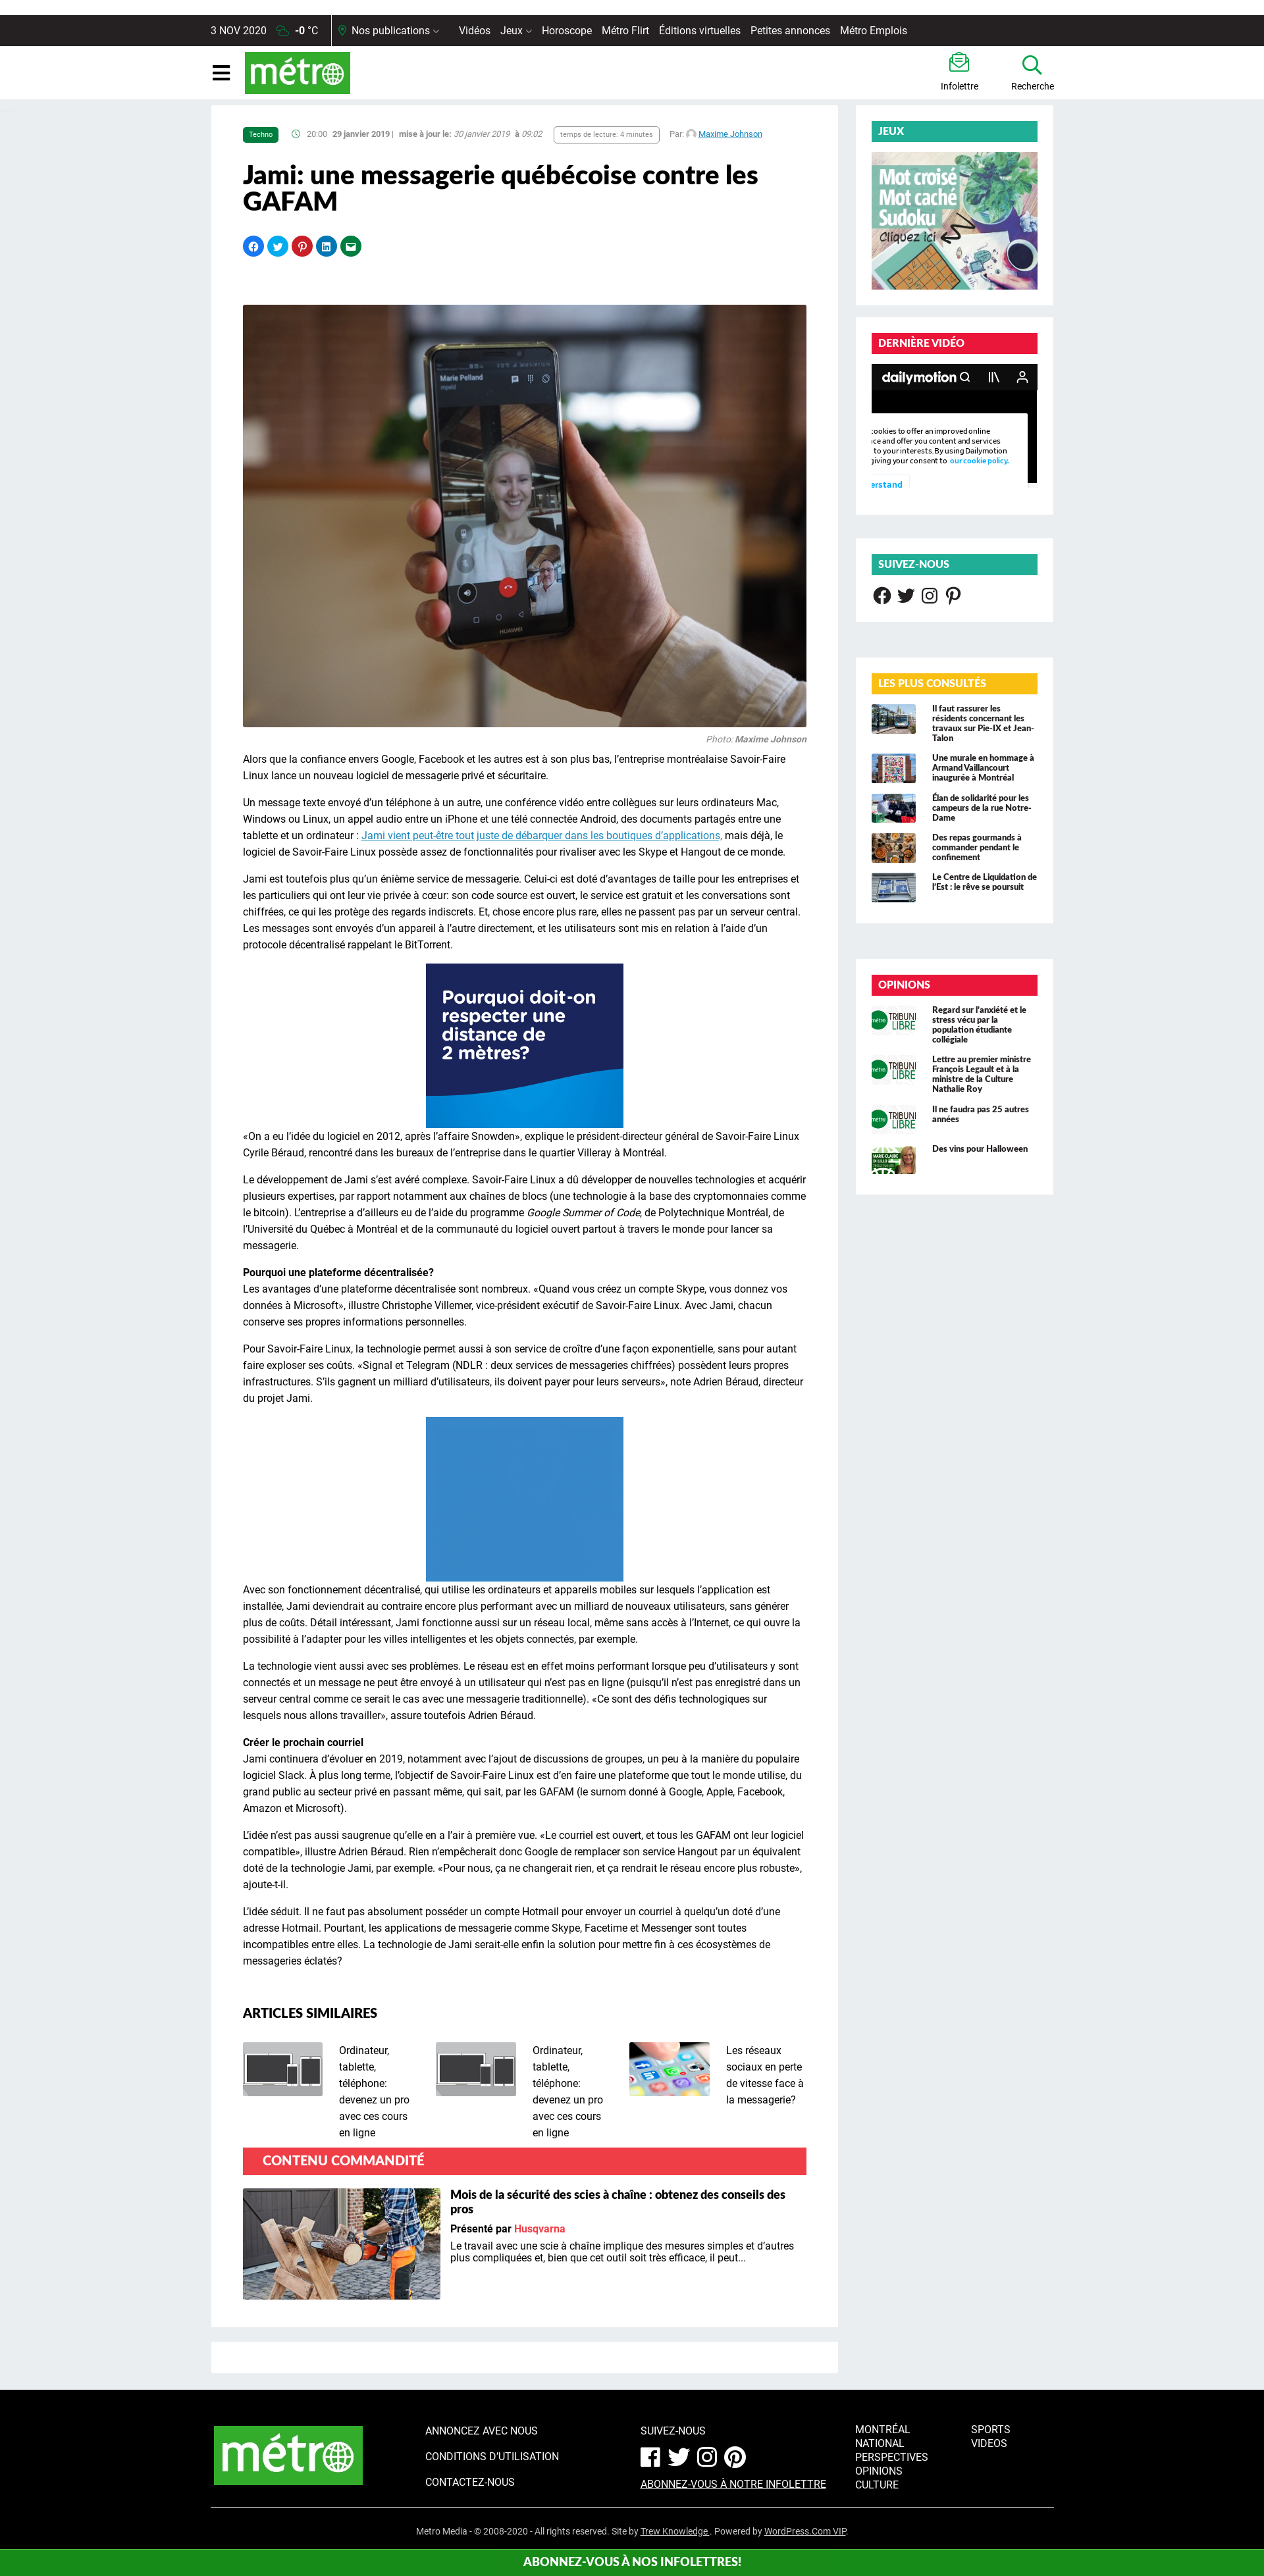 3 NOV 2020 -0 °C Nos publications Vidéos Jeux Horoscope Métro Flirt Éditions virtuelles Petites annonces Métro Emplois
métro
Infolettre
Recherche
Techno 20:00 29 janvier 2019 | mise à jour le: 30 janvier 2019 à 09:02 temps de lecture: 4 minutes Par: Maxime Johnson
Jami: une messagerie québécoise contre les
GAFAM
Marie Pelland
mpeld
HUAWEI
Photo: Maxime Johnson
Alors que la confiance envers Google, Facebook et les autres est à son plus bas, l’entreprise montréalaise Savoir-Faire
Linux lance un nouveau logiciel de messagerie privé et sécuritaire.
Un message texte envoyé d’un téléphone à un autre, une conférence vidéo entre collègues sur leurs ordinateurs Mac,
Windows ou Linux, un appel audio entre un iPhone et une télé connectée Android, des documents partagés entre une
tablette et un ordinateur : Jami vient peut-être tout juste de débarquer dans les boutiques d’applications, mais déjà, le
logiciel de Savoir-Faire Linux possède assez de fonctionnalités pour rivaliser avec les Skype et Hangout de ce monde.
Jami est toutefois plus qu’un énième service de messagerie. Celui-ci est doté d’avantages de taille pour les entreprises et
les particuliers qui ont leur vie privée à cœur: son code source est ouvert, le service est gratuit et les conversations sont
chiffrées, ce qui les protège des regards indiscrets. Et, chose encore plus rare, elles ne passent pas par un serveur central.
Les messages sont envoyés d’un appareil à l’autre directement, et les utilisateurs sont mis en relation à l’aide d’un
protocole décentralisé rappelant le BitTorrent.
Pourquoi doit-on
respecter une
distance de
2 mètres?
«On a eu l’idée du logiciel en 2012, après l’affaire Snowden», explique le président-directeur général de Savoir-Faire Linux
Cyrile Béraud, rencontré dans les bureaux de l’entreprise dans le quartier Villeray à Montréal.
Le développement de Jami s’est avéré complexe. Savoir-Faire Linux a dû développer de nouvelles technologies et acquérir
plusieurs expertises, par rapport notamment aux chaînes de blocs (une technologie à la base des cryptomonnaies comme
le bitcoin). L’entreprise a d’ailleurs eu de l’aide du programme Google Summer of Code, de Polytechnique Montréal, de
l’Université du Québec à Montréal et de la communauté du logiciel ouvert partout à travers le monde pour lancer sa
messagerie.
Pourquoi une plateforme décentralisée?
Les avantages d’une plateforme décentralisée sont nombreux. «Quand vous créez un compte Skype, vous donnez vos
données à Microsoft», illustre Christophe Villemer, vice-président exécutif de Savoir-Faire Linux. Avec Jami, chacun
conserve ses propres informations personnelles.
Pour Savoir-Faire Linux, la technologie permet aussi à son service de croître d’une façon exponentielle, sans pour autant
faire exploser ses coûts. «Signal et Telegram (NDLR : deux services de messageries chiffrées) possèdent leurs propres
infrastructures. S’ils gagnent un milliard d’utilisateurs, ils doivent payer pour leurs serveurs», note Adrien Béraud, directeur
du projet Jami.
Avec son fonctionnement décentralisé, qui utilise les ordinateurs et appareils mobiles sur lesquels l’application est
installée, Jami deviendrait au contraire encore plus performant avec un milliard de nouveaux utilisateurs, sans générer
plus de coûts. Détail intéressant, Jami fonctionne aussi sur un réseau local, même sans accès à l’Internet, ce qui ouvre la
possibilité à l’adapter pour les villes intelligentes et les objets connectés, par exemple.
La technologie vient aussi avec ses problèmes. Le réseau est en effet moins performant lorsque peu d’utilisateurs y sont
connectés et un message ne peut être envoyé à un utilisateur qui n’est pas en ligne (puisqu’il n’est pas enregistré dans un
serveur central comme ce serait le cas avec une messagerie traditionnelle). «Ce sont des défis technologiques sur
lesquels nous allons travailler», assure toutefois Adrien Béraud.
Créer le prochain courriel
Jami continuera d’évoluer en 2019, notamment avec l’ajout de discussions de groupes, un peu à la manière du populaire
logiciel Slack. À plus long terme, l’objectif de Savoir-Faire Linux est d’en faire une plateforme que tout le monde utilise, du
grand public au secteur privé en passant même, qui sait, par les GAFAM (le surnom donné à Google, Apple, Facebook,
Amazon et Microsoft).
L’idée n’est pas aussi saugrenue qu’elle en a l’air à première vue. «Le courriel est ouvert, et tous les GAFAM ont leur logiciel
compatible», illustre Adrien Béraud. Rien n’empêcherait donc Google de remplacer son service Hangout par un équivalent
doté de la technologie Jami, par exemple. «Pour nous, ça ne changerait rien, et ça rendrait le réseau encore plus robuste»,
ajoute-t-il.
L’idée séduit. Il ne faut pas absolument posséder un compte Hotmail pour envoyer un courriel à quelqu’un doté d’une
adresse Hotmail. Pourtant, les applications de messagerie comme Skype, Facetime et Messenger sont toutes
incompatibles entre elles. La technologie de Jami serait-elle enfin la solution pour mettre fin à ces écosystèmes de
messageries éclatés?
ARTICLES SIMILAIRES
Ordinateur,
tablette,
téléphone:
devenez un pro
avec ces cours
en ligne
Ordinateur,
tablette,
téléphone:
devenez un pro
avec ces cours
en ligne
Les réseaux
sociaux en perte
de vitesse face à
la messagerie?
CONTENU COMMANDITÉ
Mois de la sécurité des scies à chaîne : obtenez des conseils des
pros
Présenté par Husqvarna
Le travail avec une scie à chaîne implique des mesures simples et d’autres
plus compliquées et, bien que cet outil soit très efficace, il peut...
JEUX
Mot croisé
Mot caché
Sudoku
Cliquez ici
DERNIÈRE VIDÉO
dailymotion
cookies to offer an improved online
ce and offer you content and services
to your interests. By using Dailymotion
giving your consent to our cookie policy.
erstand
SUIVEZ-NOUS
LES PLUS CONSULTÉS
Il faut rassurer les
résidents concernant les
travaux sur Pie-IX et Jean-
Talon
Une murale en hommage à
Armand Vaillancourt
inaugurée à Montréal
Élan de solidarité pour les
campeurs de la rue Notre-
Dame
Des repas gourmands à
commander pendant le
confinement
Le Centre de Liquidation de
l’Est : le rêve se poursuit
OPINIONS
métro TRIBUNE
LIBRE
Regard sur l’anxiété et le
stress vécu par la
population étudiante
collégiale
métro TRIBUNE
LIBRE
Lettre au premier ministre
François Legault et à la
ministre de la Culture
Nathalie Roy
métro TRIBUNE
LIBRE
Il ne faudra pas 25 autres
années
MARIE CLAUDE
DI LILLO
Des vins pour Halloween
métro
ANNONCEZ AVEC NOUS
CONDITIONS D’UTILISATION
CONTACTEZ-NOUS
SUIVEZ-NOUS
ABONNEZ-VOUS À NOTRE INFOLETTRE
MONTRÉAL
NATIONAL
PERSPECTIVES
OPINIONS
CULTURE
SPORTS
VIDEOS
Metro Media - © 2008-2020 - All rights reserved. Site by Trew Knowledge . Powered by WordPress.Com VIP.
ABONNEZ-VOUS À NOS INFOLETTRES!